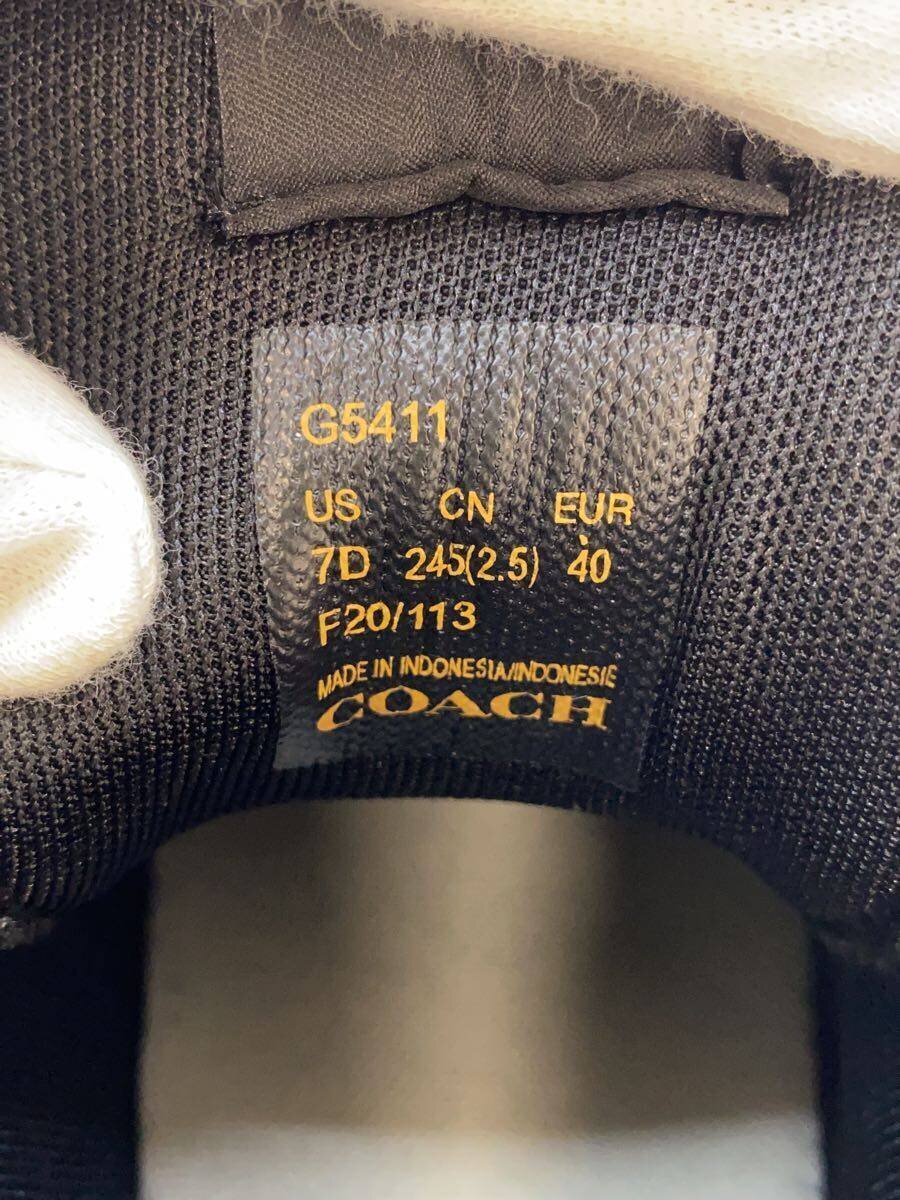 G5411
US CN EUR
7D 245(2.5) 40
F20/113
MADE IN INDONESIA/INDONESIE
COACH